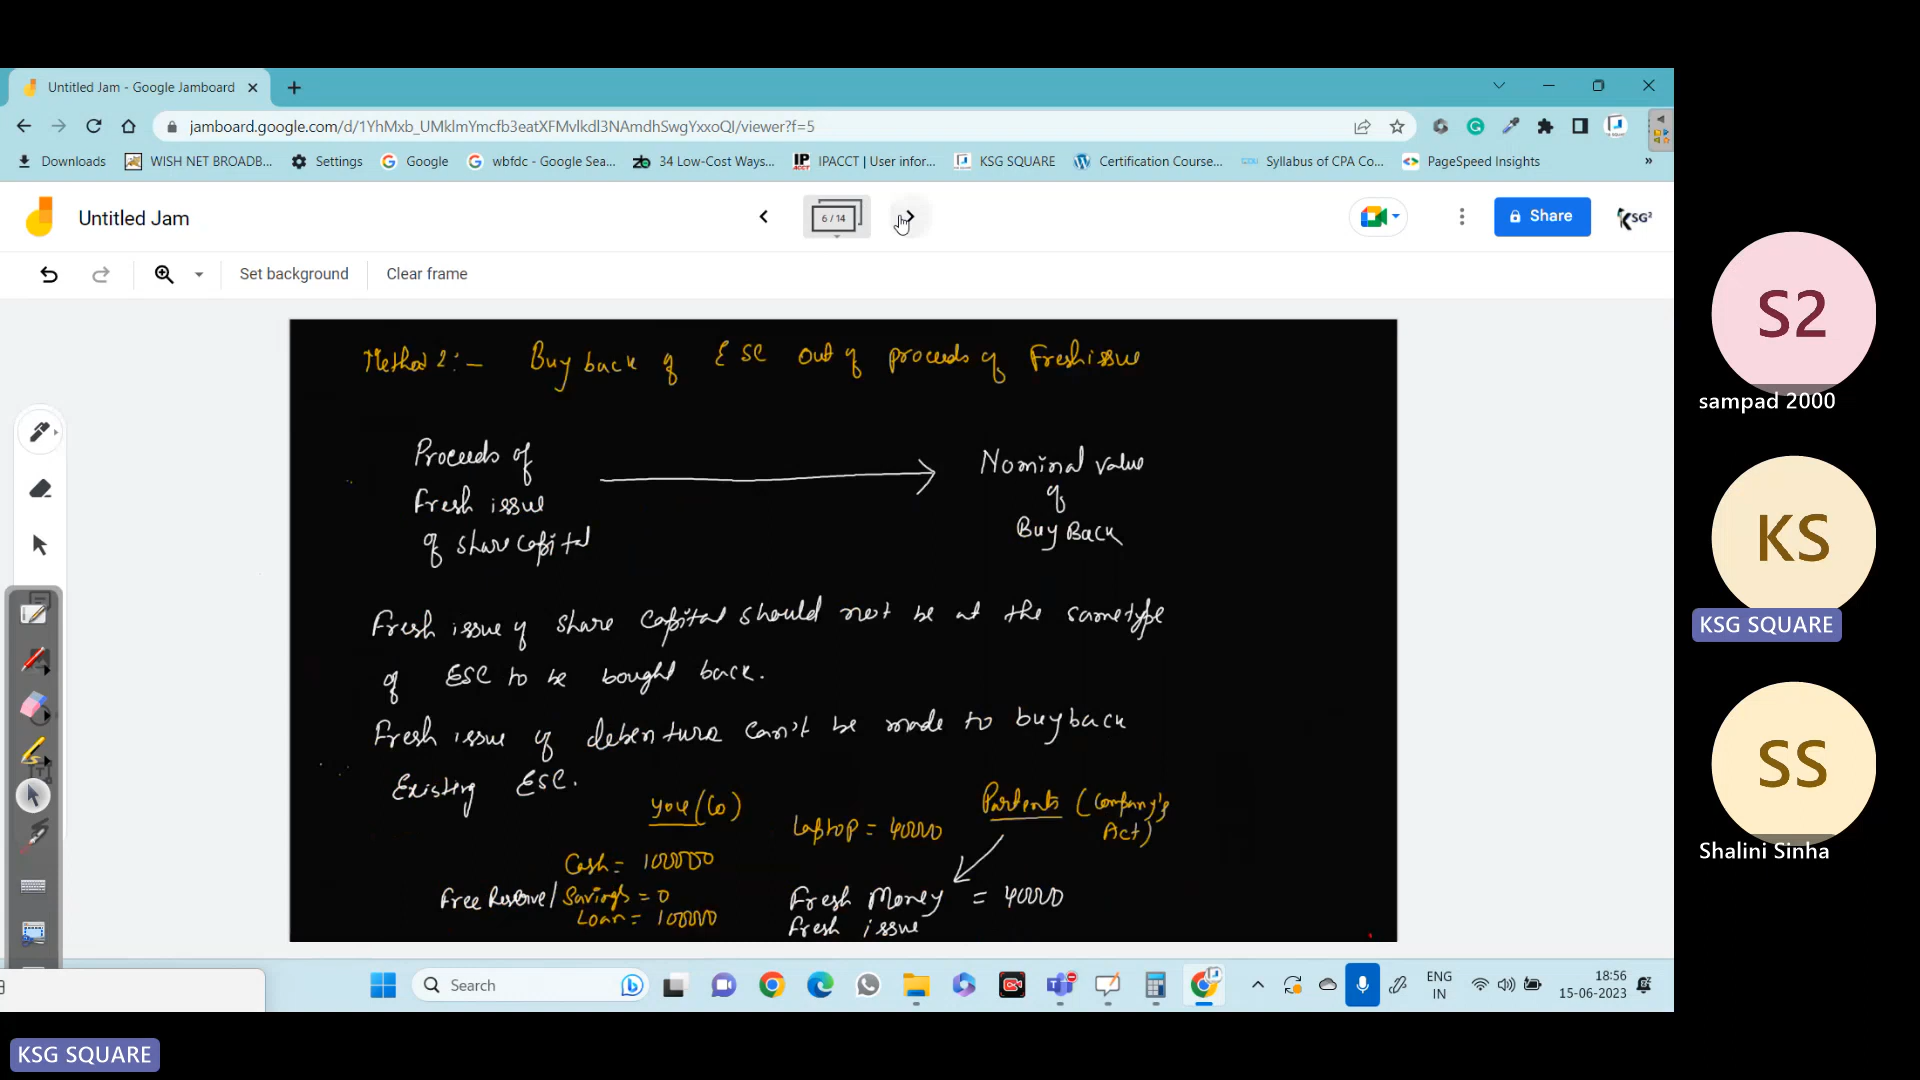 Untitled Jam - Google Jamboard
jamboard.google.com/d/1YhMxb_UMklmYmcfb3eatXFMvlkdl3NAmdhSwgYxxoQI/viewer?f=5
Downloads WISH NET BROADB... Settings Google wbfdc - Google Sea... 34 Low-Cost Ways... IPACCT | User infor... KSG SQUARE Certification Course... Syllabus of CPA Co... PageSpeed Insights »
Untitled Jam
6 / 14
Share
KSG²
Set background Clear frame
Method 2:- Buy back of ESC out of proceeds of Fresh issue
Proceeds of
Fresh issue
of share capital
Nominal value
of
Buy Back
Fresh issue of share capital should not be at the same type
of ESC to be bought back.
Fresh issue of debenture can't be made to buyback
Existing ESC.
you (Co)
Laptop = 40000
Parents (Company's
Act)
Cash = 100000
Free Reserve / Savings = 0
Loan = 100000
Fresh Money = 40000
Fresh issue
Search
ENG
IN
18:56
15-06-2023
S2
sampad 2000
KS
KSG SQUARE
SS
Shalini Sinha
KSG SQUARE